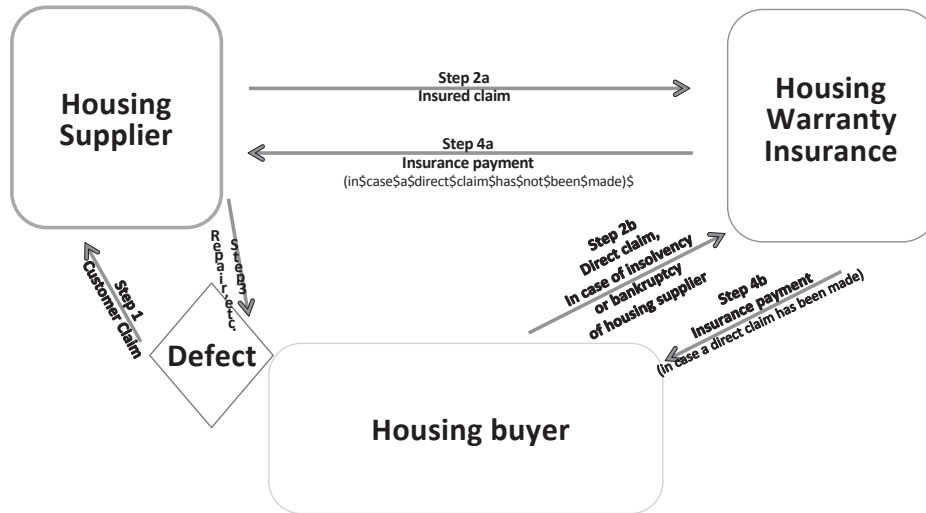 Housing
Supplier
Step 2a
Insured claim
Step 4a
Insurance payment
(in$case$a$direct$claim$has$not$been$made)$
Housing
Warranty
Insurance
Step 1
Customer Claim
Step3
Repair,etc.
Defect
Step 2b
Direct claim,
In case of insolvency
or bankruptcy
of housing supplier
Step 4b
Insurance payment
(In case a direct claim has been made)
Housing buyer